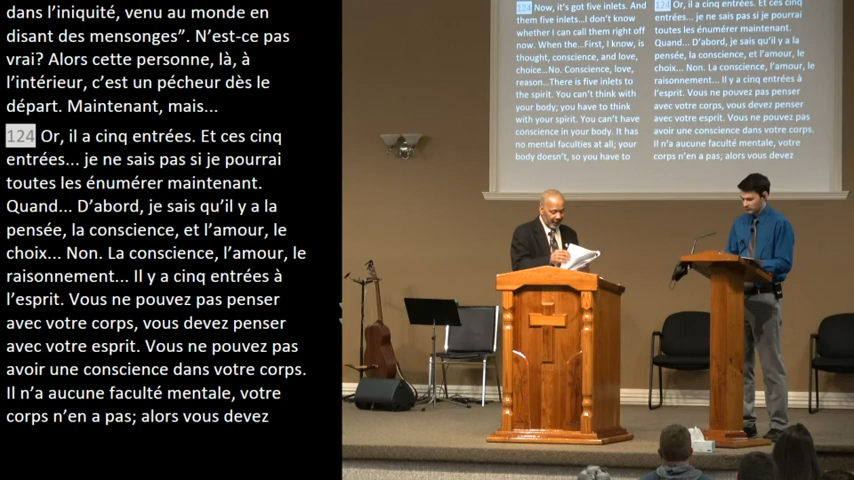 dans l’iniquité, venu au monde en
disant des mensonges”. N’est-ce pas
vrai? Alors cette personne, là, à
l’intérieur, c’est un pécheur dès le
départ. Maintenant, mais...
124 Or, il a cinq entrées. Et ces cinq
entrées... je ne sais pas si je pourrai
toutes les énumérer maintenant.
Quand... D’abord, je sais qu’il y a la
pensée, la conscience, et l’amour, le
choix... Non. La conscience, l’amour, le
raisonnement... Il y a cinq entrées à
l’esprit. Vous ne pouvez pas penser
avec votre corps, vous devez penser
avec votre esprit. Vous ne pouvez pas
avoir une conscience dans votre corps.
Il n’a aucune faculté mentale, votre
corps n’en a pas; alors vous devez
124 Now, it's got five inlets. And
them five inlets...I don't know
whether I can call them right off
now. When the...First, I know, is
thought, conscience, and love,
choice...No. Conscience, love,
reason...There is five inlets to
the spirit. You can't think with
your body; you have to think
with your spirit. You can't have
conscience in your body. It has
no mental faculties at all; your
body doesn't, so you have to
124 Or, il a cinq entrées. Et ces cinq
entrées... je ne sais pas si je pourrai
toutes les énumérer maintenant.
Quand... D’abord, je sais qu’il y a la
pensée, la conscience, et l’amour, le
choix... Non. La conscience, l’amour, le
raisonnement... Il y a cinq entrées à
l’esprit. Vous ne pouvez pas penser
avec votre corps, vous devez penser
avec votre esprit. Vous ne pouvez pas
avoir une conscience dans votre corps.
Il n’a aucune faculté mentale, votre
corps n’en a pas; alors vous devez